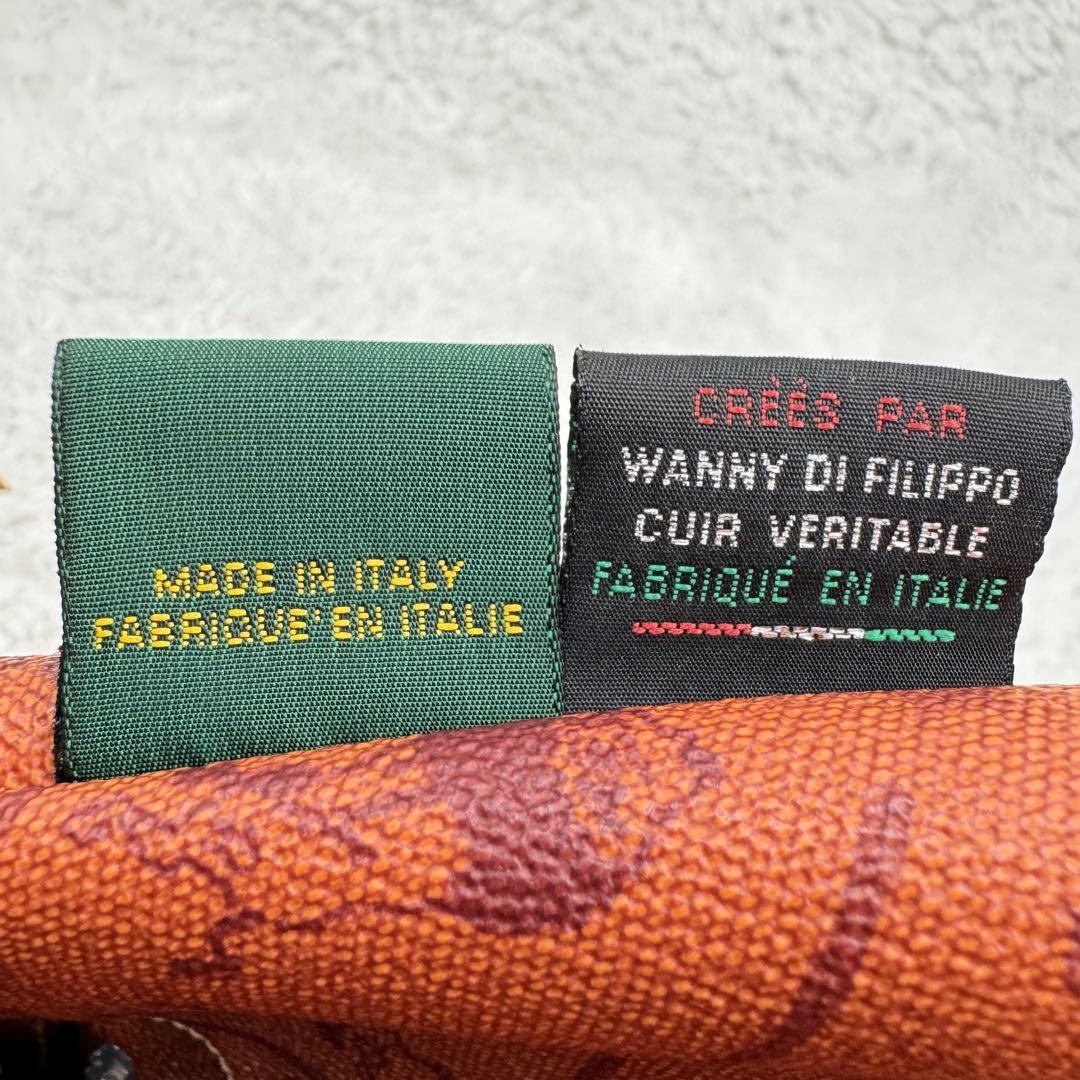 MADE IN ITALY
FABRIQUE' EN ITALIE
CRÉÉS PAR
WANNY DI FILIPPO
CUIR VERITABLE
FABRIQUÉ EN ITALIE